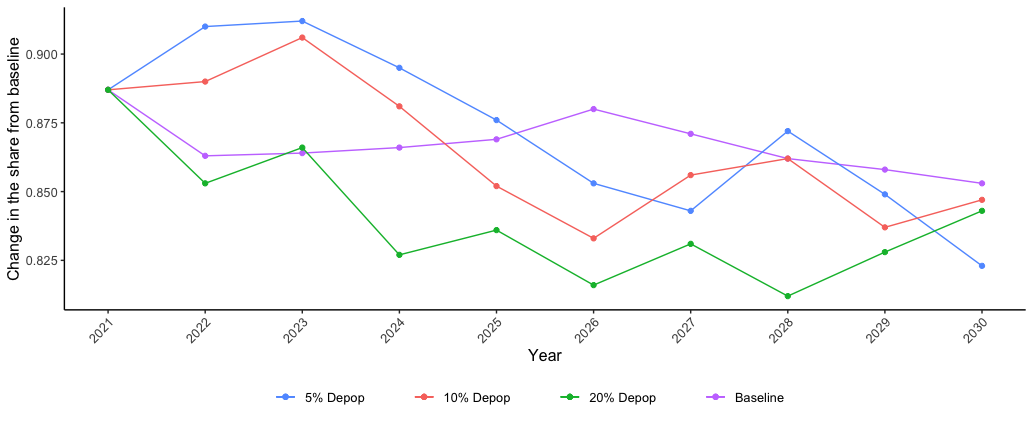 Change in the share from baseline
0.900
0.875
0.850
0.825
2021 2022 2023 2024 2025 2026 2027 2028 2029 2030
Year
5% Depop 10% Depop 20% Depop Baseline